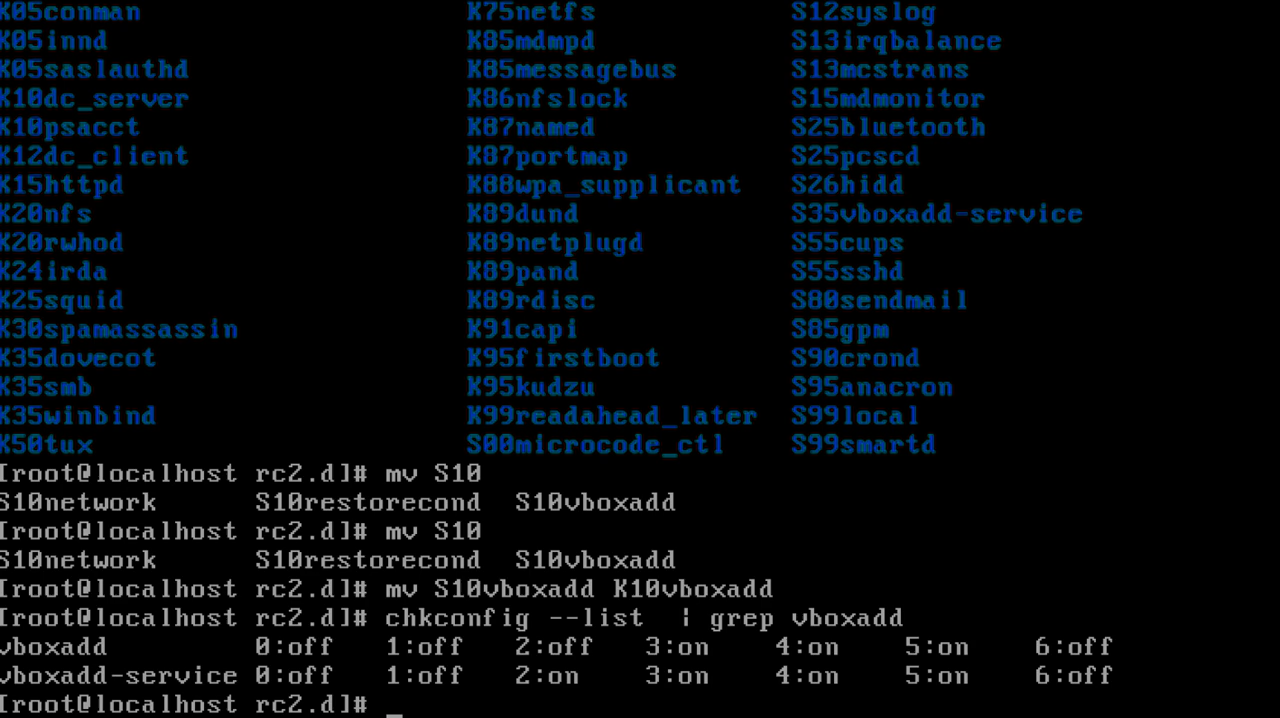 K05conman K75netfs S12syslog
K05innd K85mdmpd S13irqbalance
K05saslauthd K85messagebus S13mcstrans
K10dc_server K86nfslock S15mdmonitor
K10psacct K87named S25bluetooth
K12dc_client K87portmap S25pcscd
K15httpd K88wpa_supplicant S26hidd
K20nfs K89dund S35vboxadd-service
K20rwhod K89netplugd S55cups
K24irda K89pand S55sshd
K25squid K89rdisc S80sendmail
K30spamassassin K91capi S85gpm
K35dovecot K95firstboot S90crond
K35smb K95kudzu S95anacron
K35winbind K99readahead_later S99local
K50tux S00microcode_ctl S99smartd
[root@localhost rc2.d]# mv S10
S10network S10restorecond S10vboxadd
[root@localhost rc2.d]# mv S10
S10network S10restorecond S10vboxadd
[root@localhost rc2.d]# mv S10vboxadd K10vboxadd
[root@localhost rc2.d]# chkconfig --list | grep vboxadd
vboxadd 0:off 1:off 2:off 3:on 4:on 5:on 6:off
vboxadd-service 0:off 1:off 2:on 3:on 4:on 5:on 6:off
[root@localhost rc2.d]# _